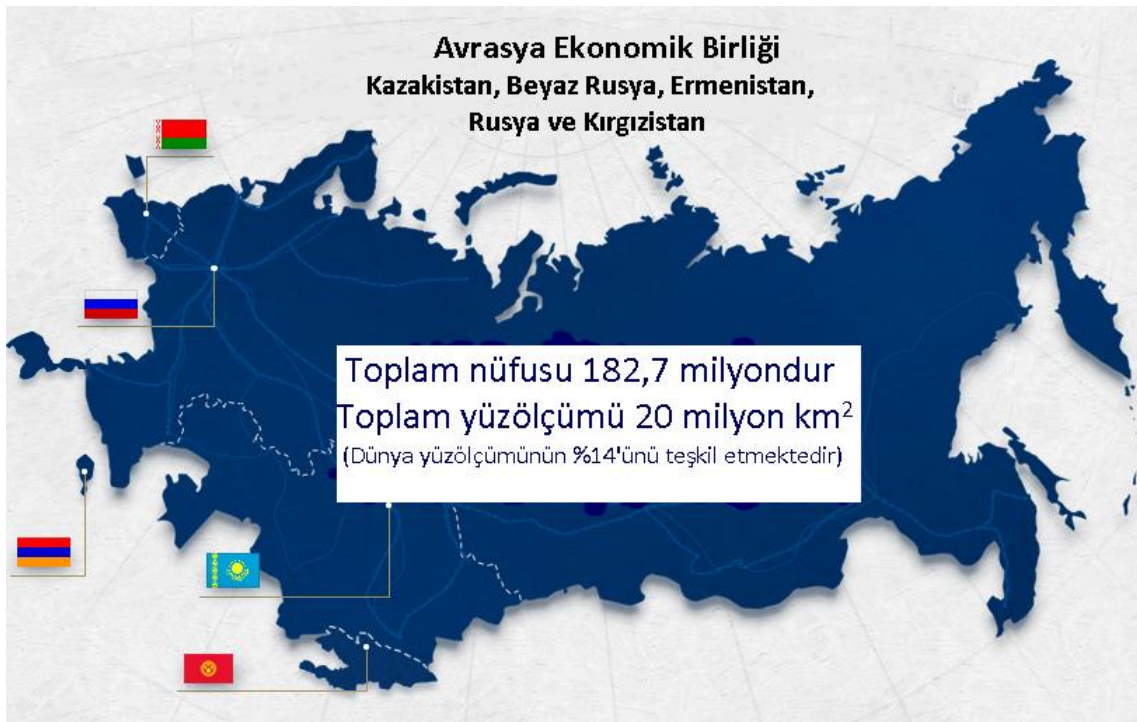 Avrasya Ekonomik Birliği
Kazakistan, Beyaz Rusya, Ermenistan,
Rusya ve Kırgızistan
Toplam nüfusu 182,7 milyondur
Toplam yüzölçümü 20 milyon km²
(Dünya yüzölçümünün %14'ünü teşkil etmektedir)